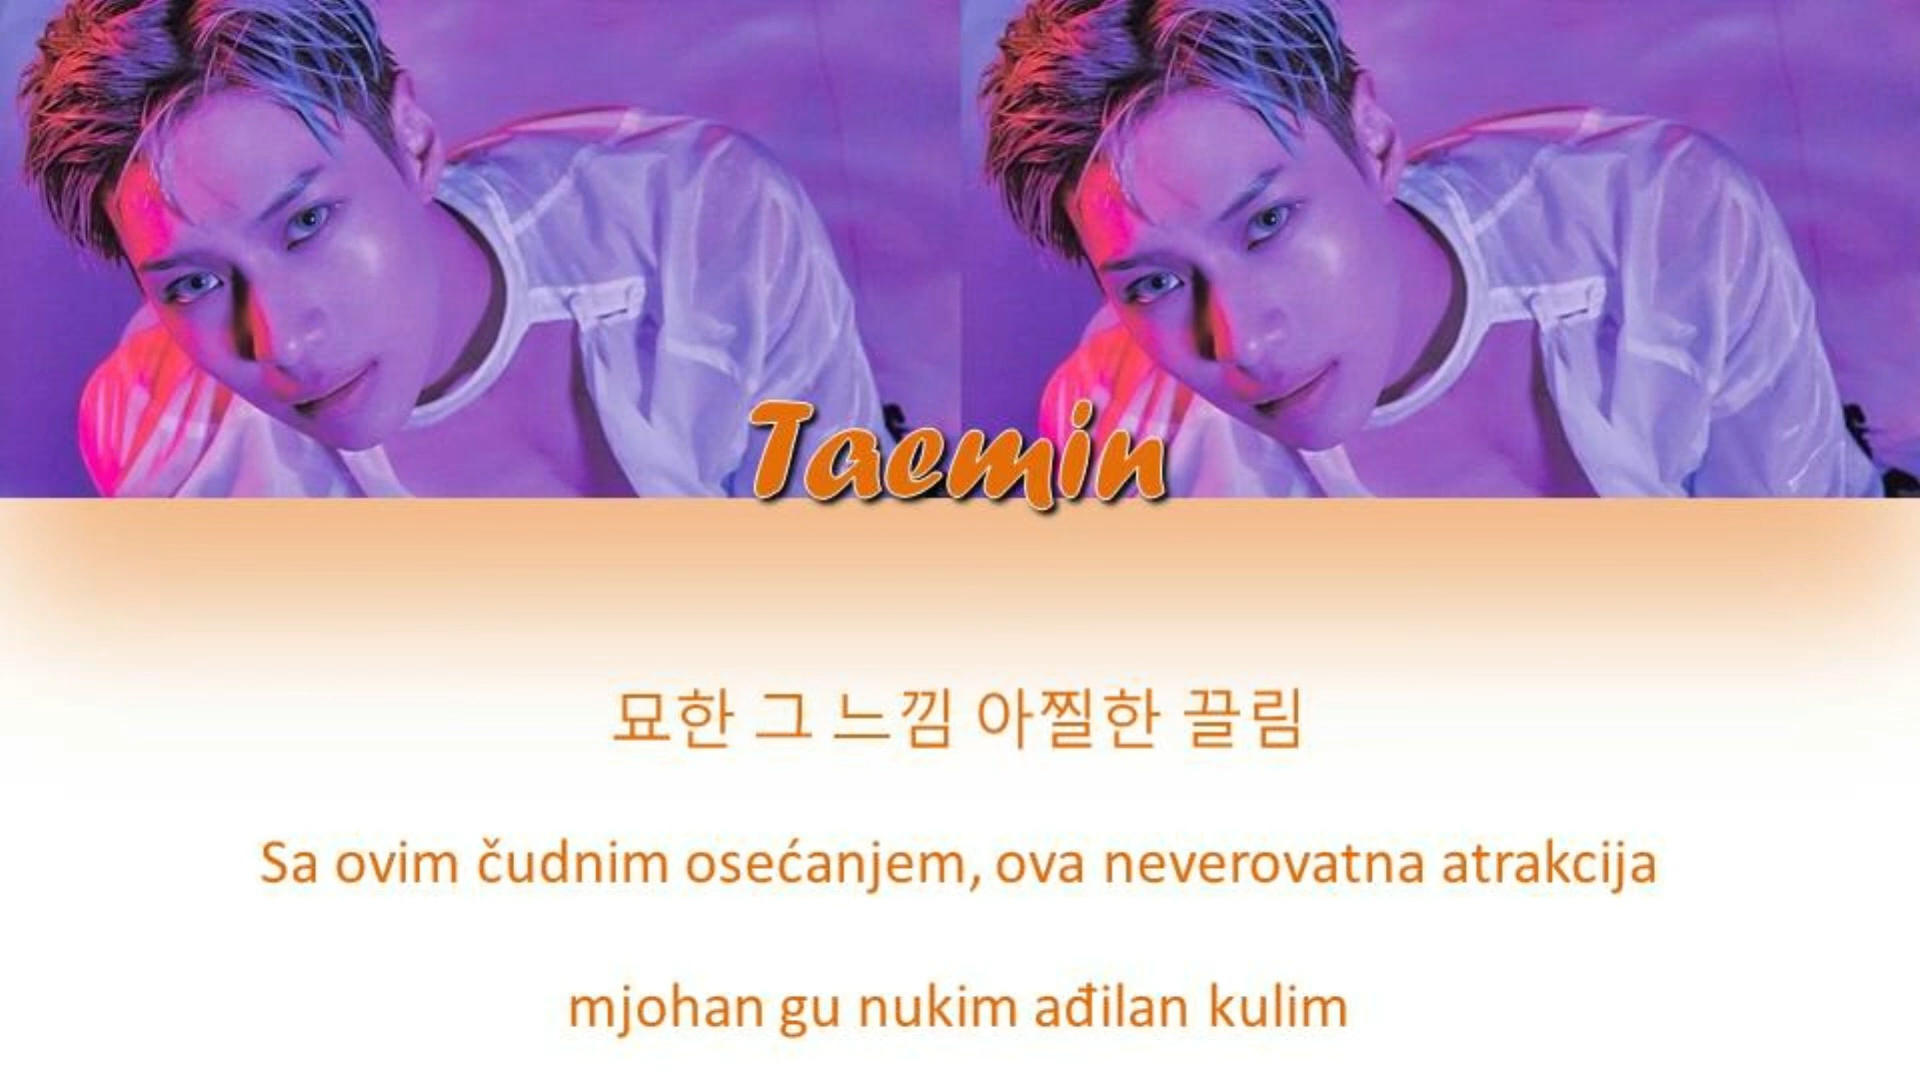 Taemin
묘한 그 느낌 아찔한 끌림
Sa ovim čudnim osećanjem, ova neverovatna atrakcija
mjohan gu nukim ađilan kulim